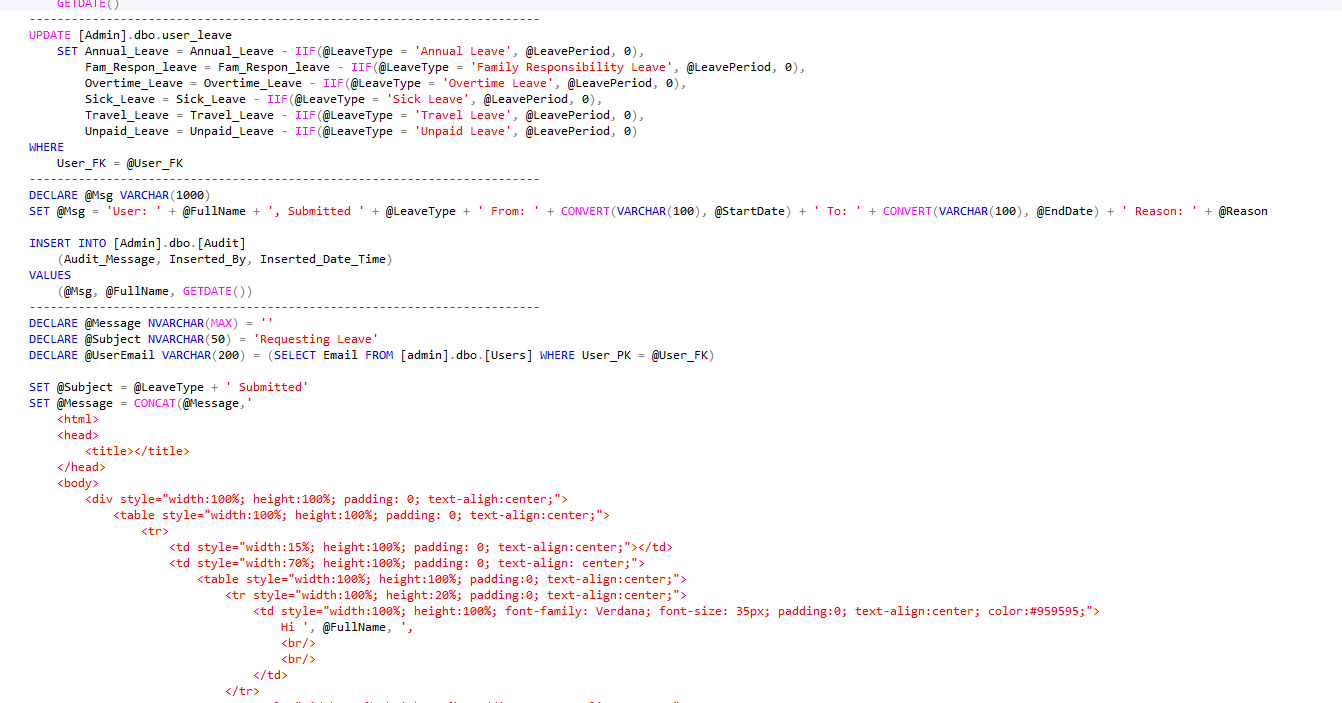 GETDATE()
-------------------------------------------------------------------------
UPDATE [Admin].dbo.user_leave
SET Annual_Leave = Annual_Leave - IIF(@LeaveType = 'Annual Leave', @LeavePeriod, 0),
Fam_Respon_leave = Fam_Respon_leave - IIF(@LeaveType = 'Family Responsibility Leave', @LeavePeriod, 0),
Overtime_Leave = Overtime_Leave - IIF(@LeaveType = 'Overtime Leave', @LeavePeriod, 0),
Sick_Leave = Sick_Leave - IIF(@LeaveType = 'Sick Leave', @LeavePeriod, 0),
Travel_Leave = Travel_Leave - IIF(@LeaveType = 'Travel Leave', @LeavePeriod, 0),
Unpaid_Leave = Unpaid_Leave - IIF(@LeaveType = 'Unpaid Leave', @LeavePeriod, 0)
WHERE
User_FK = @User_FK
-------------------------------------------------------------------------
DECLARE @Msg VARCHAR(1000)
SET @Msg = 'User: ' + @FullName + ', Submitted ' + @LeaveType + ' From: ' + CONVERT(VARCHAR(100), @StartDate) + ' To: ' + CONVERT(VARCHAR(100), @EndDate) + ' Reason: ' + @Reason
INSERT INTO [Admin].dbo.[Audit]
(Audit_Message, Inserted_By, Inserted_Date_Time)
VALUES
(@Msg, @FullName, GETDATE())
-------------------------------------------------------------------------
DECLARE @Message NVARCHAR(MAX) = ''
DECLARE @Subject NVARCHAR(50) = 'Requesting Leave'
DECLARE @UserEmail VARCHAR(200) = (SELECT Email FROM [admin].dbo.[Users] WHERE User_PK = @User_FK)
SET @Subject = @LeaveType + ' Submitted'
SET @Message = CONCAT(@Message,'
<html>
<head>
<title></title>
</head>
<body>
<div style="width:100%; height:100%; padding: 0; text-aligh:center;">
<table style="width:100%; height:100%; padding: 0; text-align:center;">
<tr>
<td style="width:15%; height:100%; padding: 0; text-align:center;"></td>
<td style="width:70%; height:100%; padding: 0; text-align: center;">
<table style="width:100%; height:100%; padding:0; text-align:center;">
<tr style="width:100%; height:20%; padding:0; text-align:center;">
<td style="width:100%; height:100%; font-family: Verdana; font-size: 35px; padding:0; text-align:center; color:#959595;">
Hi ', @FullName, ',
<br/>
<br/>
</td>
</tr>